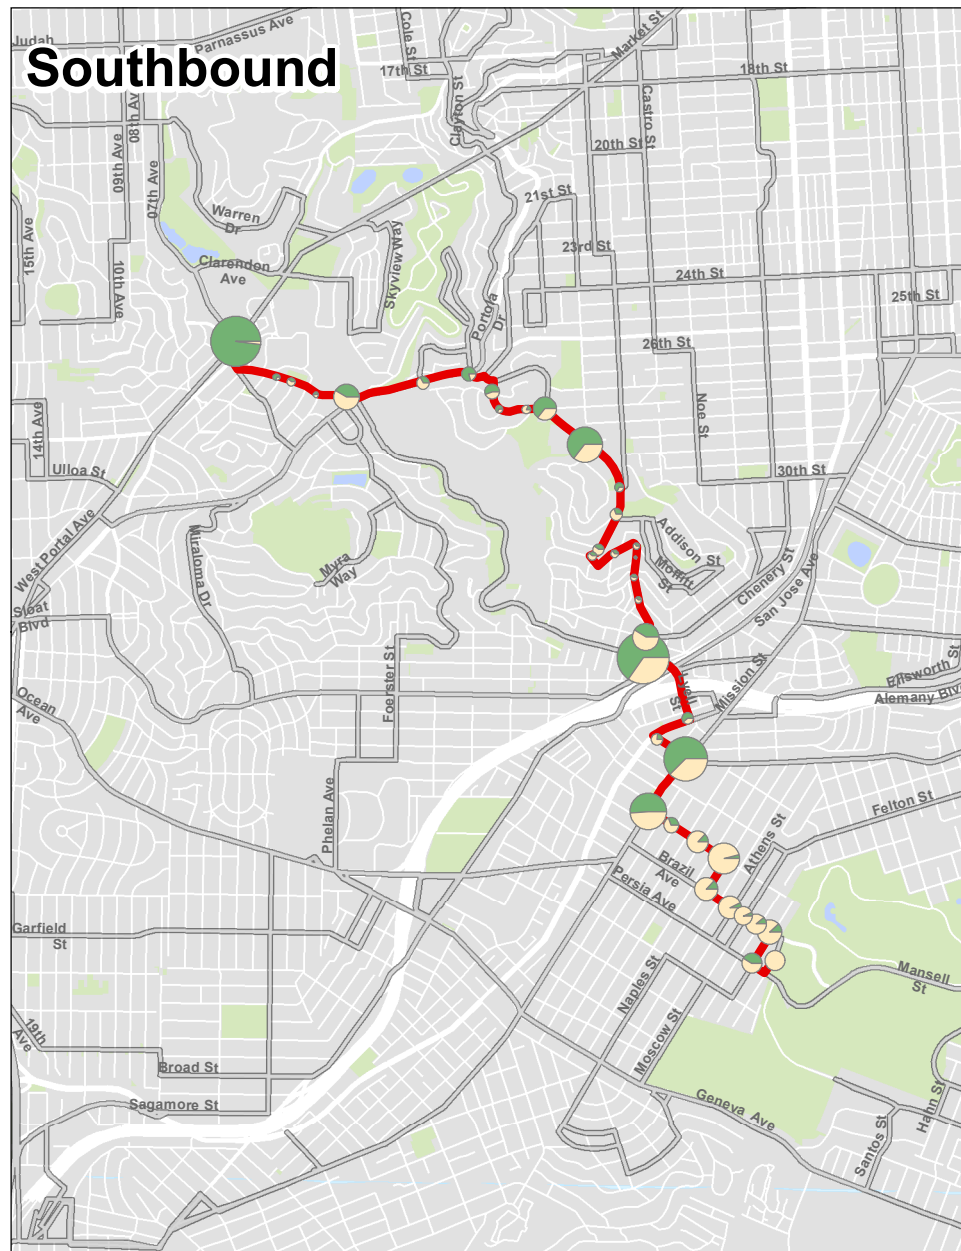 Judah
Parnassus Ave
Cole St
Market St
Southbound
17th St
18th St
Clayton St
Castro St
08th Ave
09th Ave
07th Ave
20th St
21st St
15th Ave
Warren
Dr
Skyview Way
23rd St
Clarendon
Ave
10th Ave
24th St
25th St
Portola
Dr
26th St
14th Ave
Noe St
Ulloa St
30th St
West Portal Ave
Miraloma Dr
Myra
Way
Addison St
Moffitt
St
Chenery St
San Jose Ave
Sloat
Blvd
Foerster St
Lyell
St
Mission St
Ellsworth St
Alemany Blvd
Ocean
Ave
Phelan Ave
Felton St
Athens St
Brazil
Ave
Persia Ave
Garfield
St
Naples St
Mansell
St
19th
Ave
Moscow St
Broad St
Sagamore St
Geneva Ave
Hahn St
Santos St